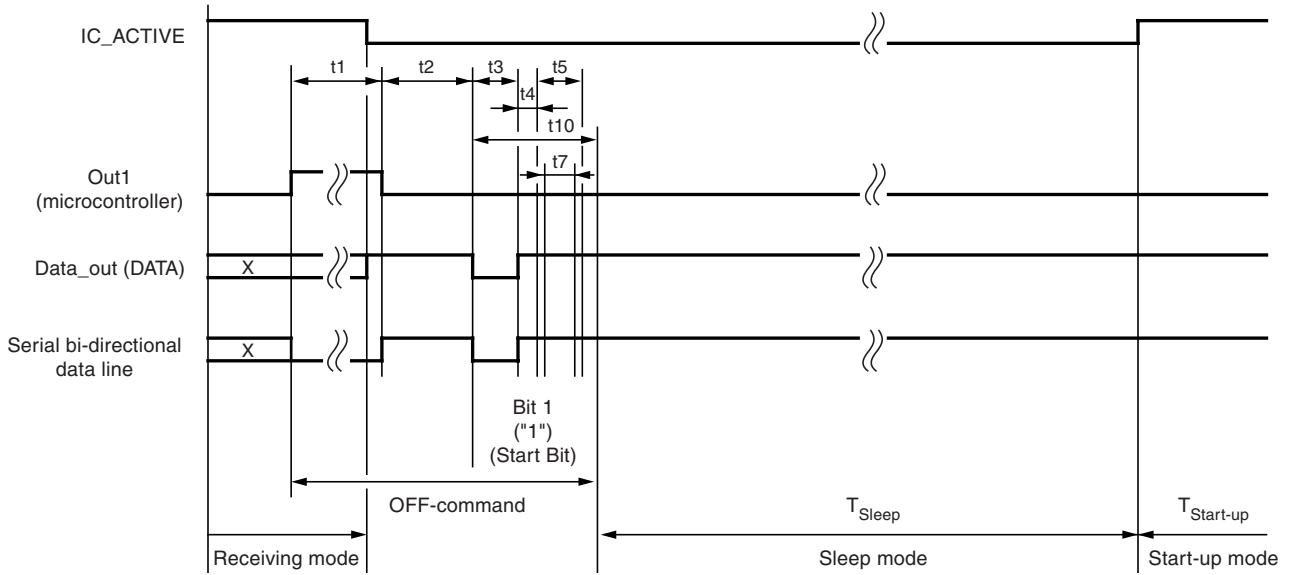 IC_ACTIVE
t1
t2
t3
t5
t4
t10
Out1
(microcontroller)
t7
Data_out (DATA)
X
Serial bi-directional
data line
X
Bit 1
("1")
(Start Bit)
OFF-command
TSleep
TStart-up
Receiving mode
Sleep mode
Start-up mode